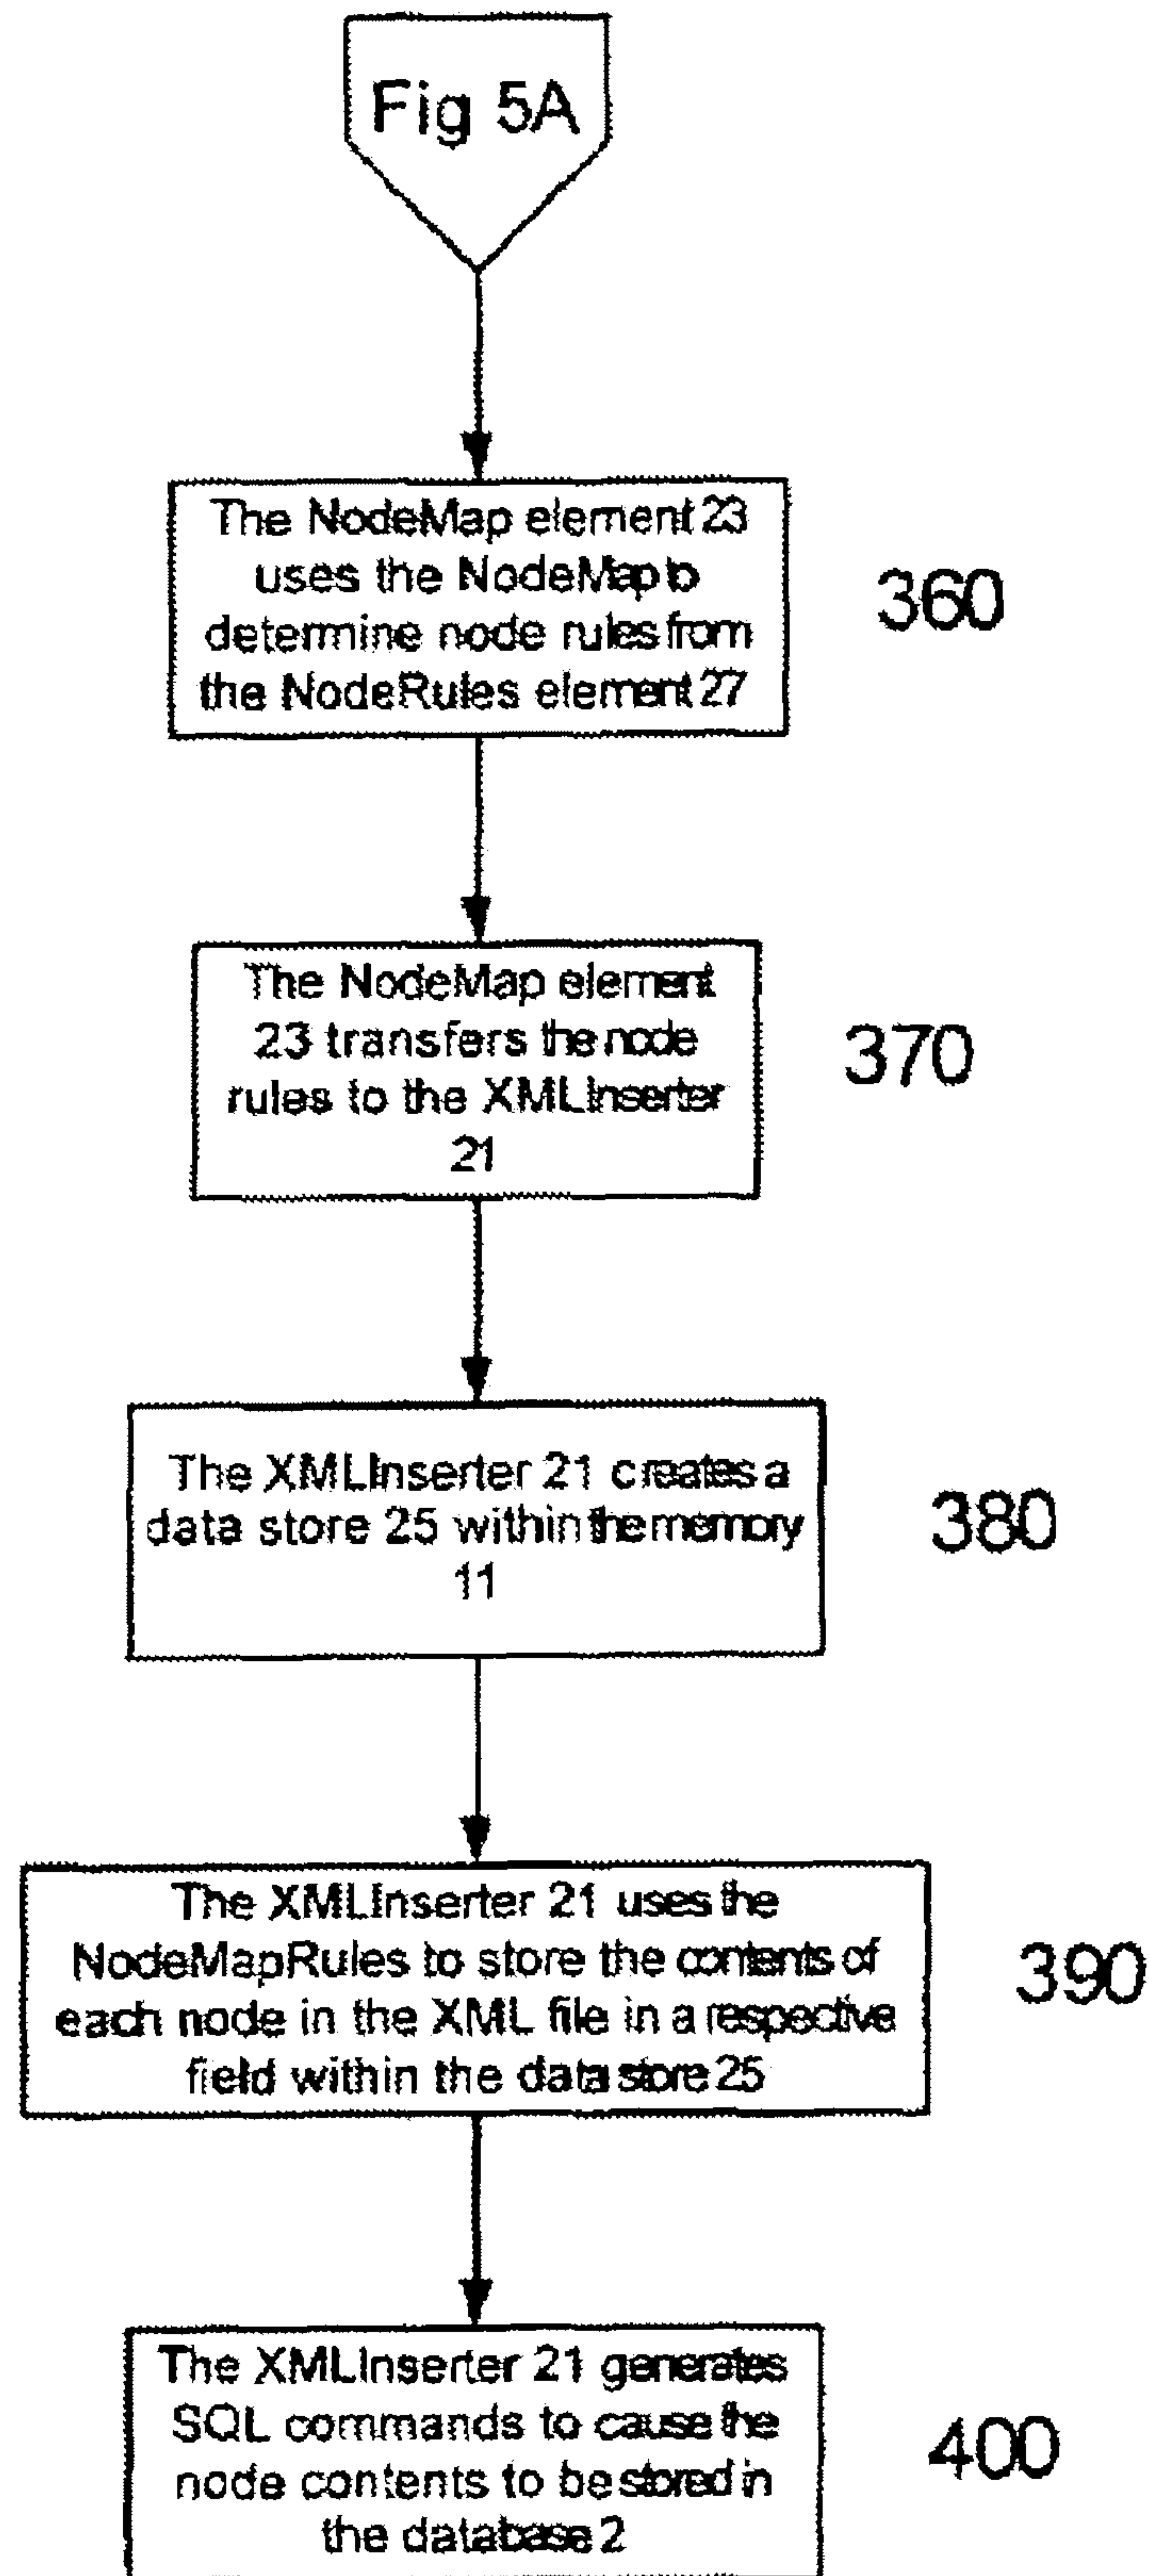 Fig 5A
The NodeMap element 23
uses the NodeMap to
determine node rules from
the NodeRules element 27
360
The NodeMap element
23 transfers the node
rules to the XMLInserter
21
370
The XMLInserter 21 creates a
data store 25 within the memory
11
380
The XMLInserter 21 uses the
NodeMapRules to store the contents of
each node in the XML file in a respective
field within the data store 25
390
The XMLInserter 21 generates
SQL commands to cause the
node contents to be stored in
the database 2
400